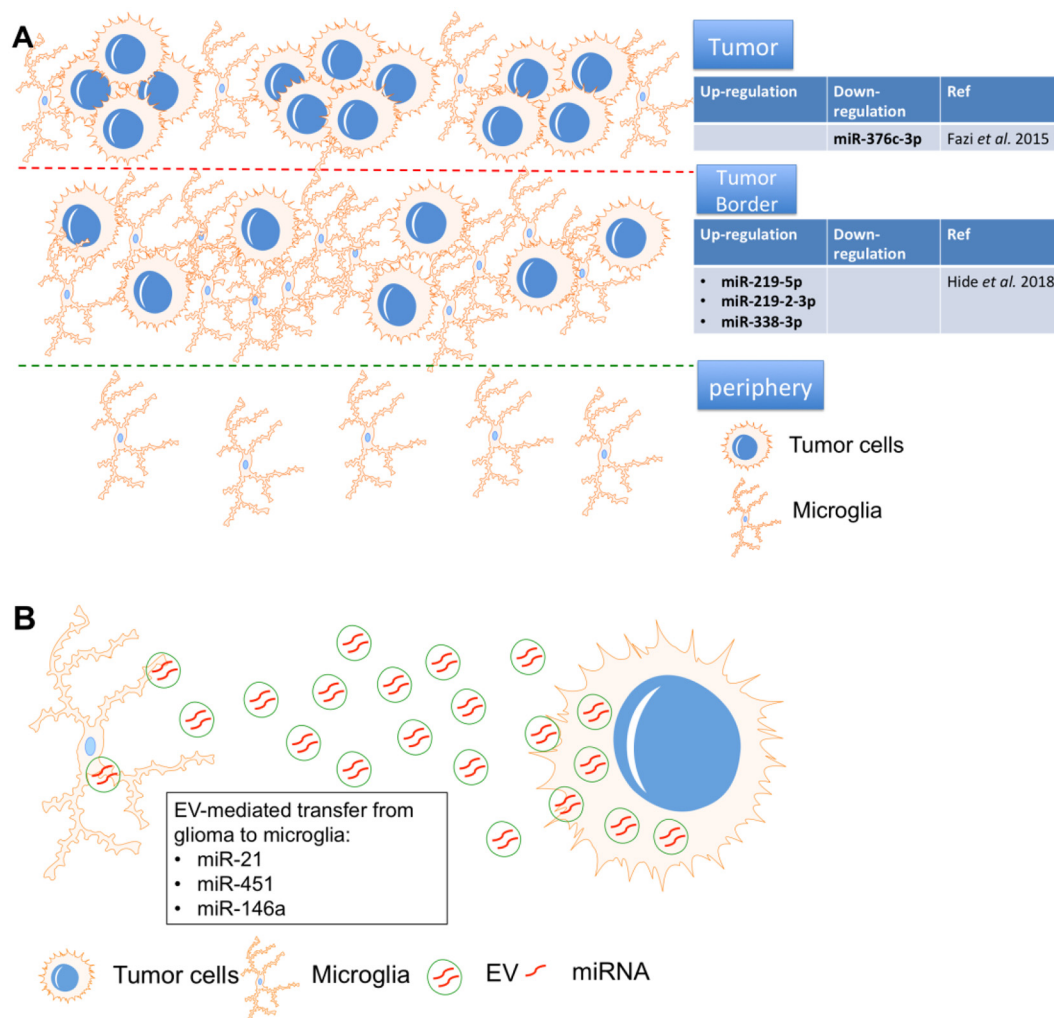 A
Tumor
Up-regulation Down-regulation Ref
miR-376c-3p Fazi et al. 2015
Tumor
Border
Up-regulation Down-regulation Ref
• miR-219-5p Hide et al. 2018
• miR-219-2-3p
• miR-338-3p
periphery
Tumor cells
Microglia
B
EV-mediated transfer from
glioma to microglia:
• miR-21
• miR-451
• miR-146a
Tumor cells Microglia EV miRNA